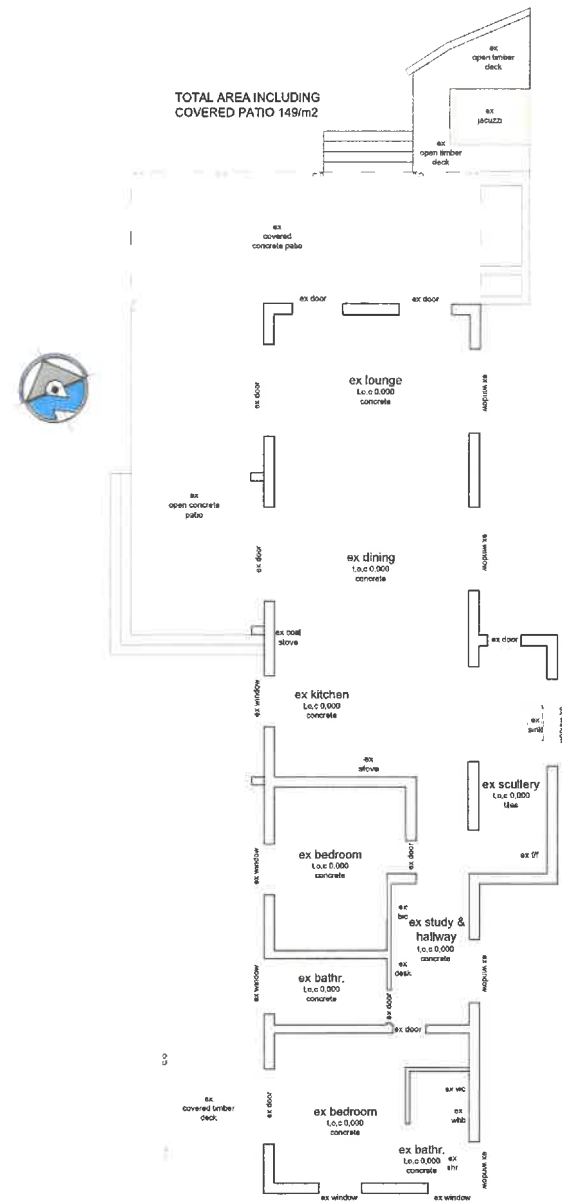 ex
open timber
deck
TOTAL AREA INCLUDING
COVERED PATIO 149/m2
ex
jacuzzi
ex
open timber
deck
ex
covered
concrete patio
ex door
ex door
ex lounge
t.o.c 0,000
concrete
ex door
ex window
ex
open concrete
patio
ex dining
t.o.c 0,000
concrete
ex door
ex window
ex coal
stove
ex door
ex kitchen
t.o.c 0,000
concrete
ex window
ex
sink
ex window
ex
stove
ex scullery
t.o.c 0,000
tiles
ex bedroom
t.o.c 0,000
concrete
ex window
ex door
ex f/f
ex
bic
ex study &
hallway
t.o.c 0,000
concrete
ex
desk
ex window
ex bathr.
t.o.c 0,000
concrete
ex window
ex door
ex door
ex
covered timber
deck
ex door
ex bedroom
t.o.c 0,000
concrete
ex wc
ex
whb
ex bathr.
t.o.c 0,000
concrete
ex
shr
ex window
ex window
ex window